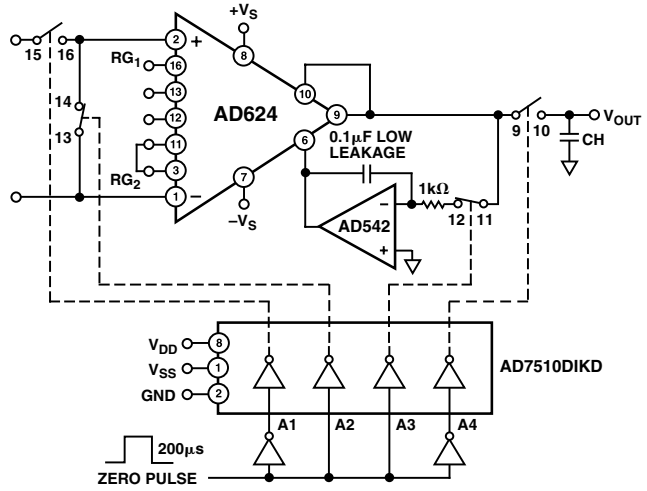 +VS
15 16
2 +
8
RG1
16
13
10
14
12
AD624
9
9 10
VOUT
13
11
6
0.1µF LOW
LEAKAGE
CH
RG2
3
7
1kΩ
1 –
–VS
–
12 11
AD542
+
VDD 8
VSS 1
AD7510DIKD
GND 2
A1 A2 A3 A4
200µs
ZERO PULSE